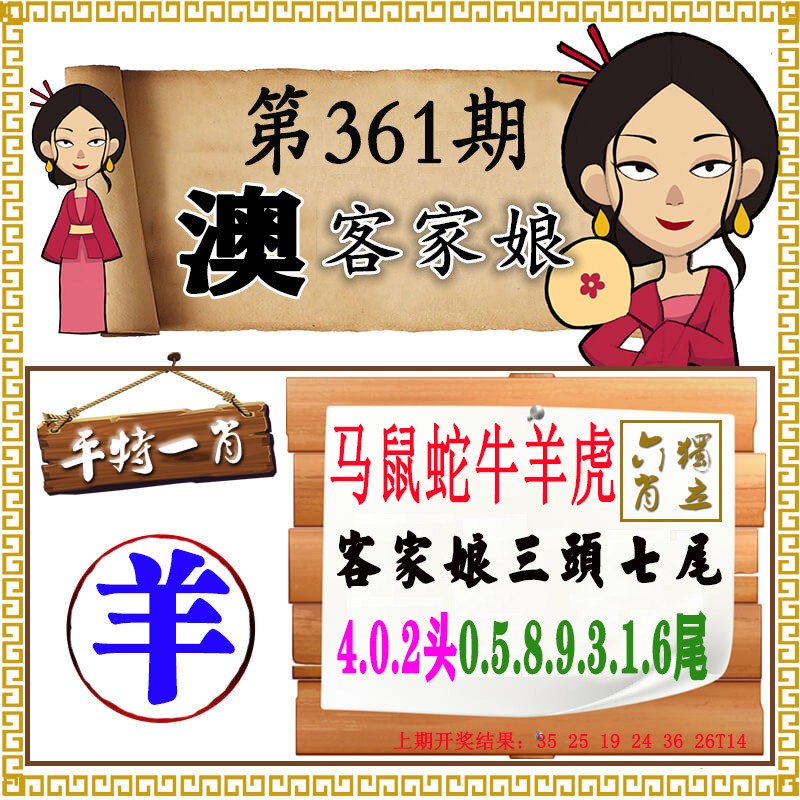 第361期
澳客家娘
平特一肖
羊
马鼠蛇牛羊虎
獨立
六肖
客家娘三頭七尾
4.0.2头0.5.8.9.3.1.6尾
上期开奖结果：35 25 19 24 36 26T14